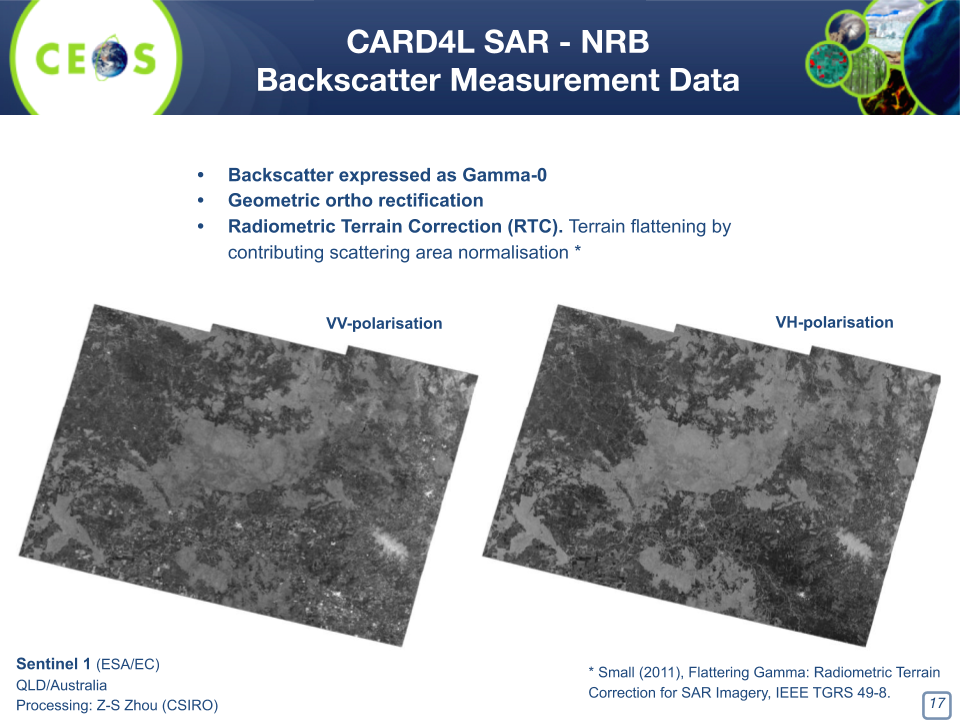 CEOS
CARD4L SAR - NRB
Backscatter Measurement Data
• Backscatter expressed as Gamma-0
• Geometric ortho rectification
• Radiometric Terrain Correction (RTC). Terrain flattening by
contributing scattering area normalisation *
VV-polarisation
VH-polarisation
Sentinel 1 (ESA/EC)
QLD/Australia
Processing: Z-S Zhou (CSIRO)
* Small (2011), Flattering Gamma: Radiometric Terrain
Correction for SAR Imagery, IEEE TGRS 49-8.
17